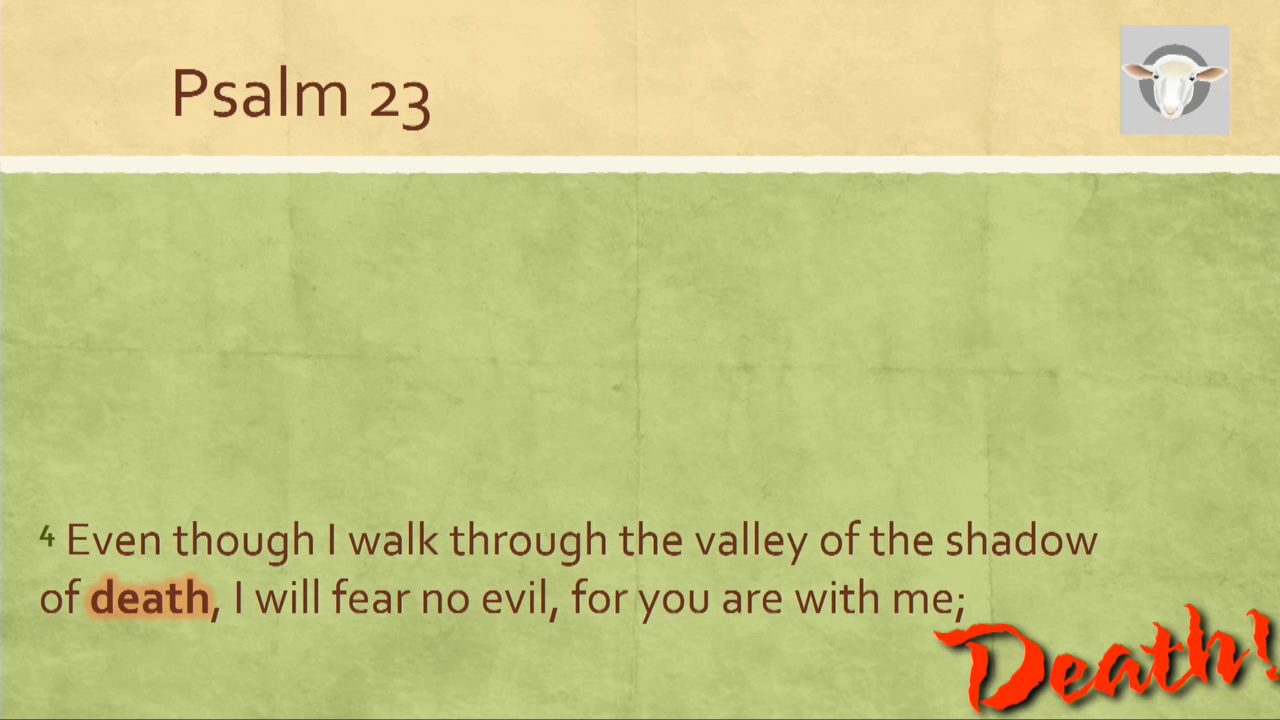 Psalm 23
4 Even though I walk through the valley of the shadow
of death, I will fear no evil, for you are with me;
Death!